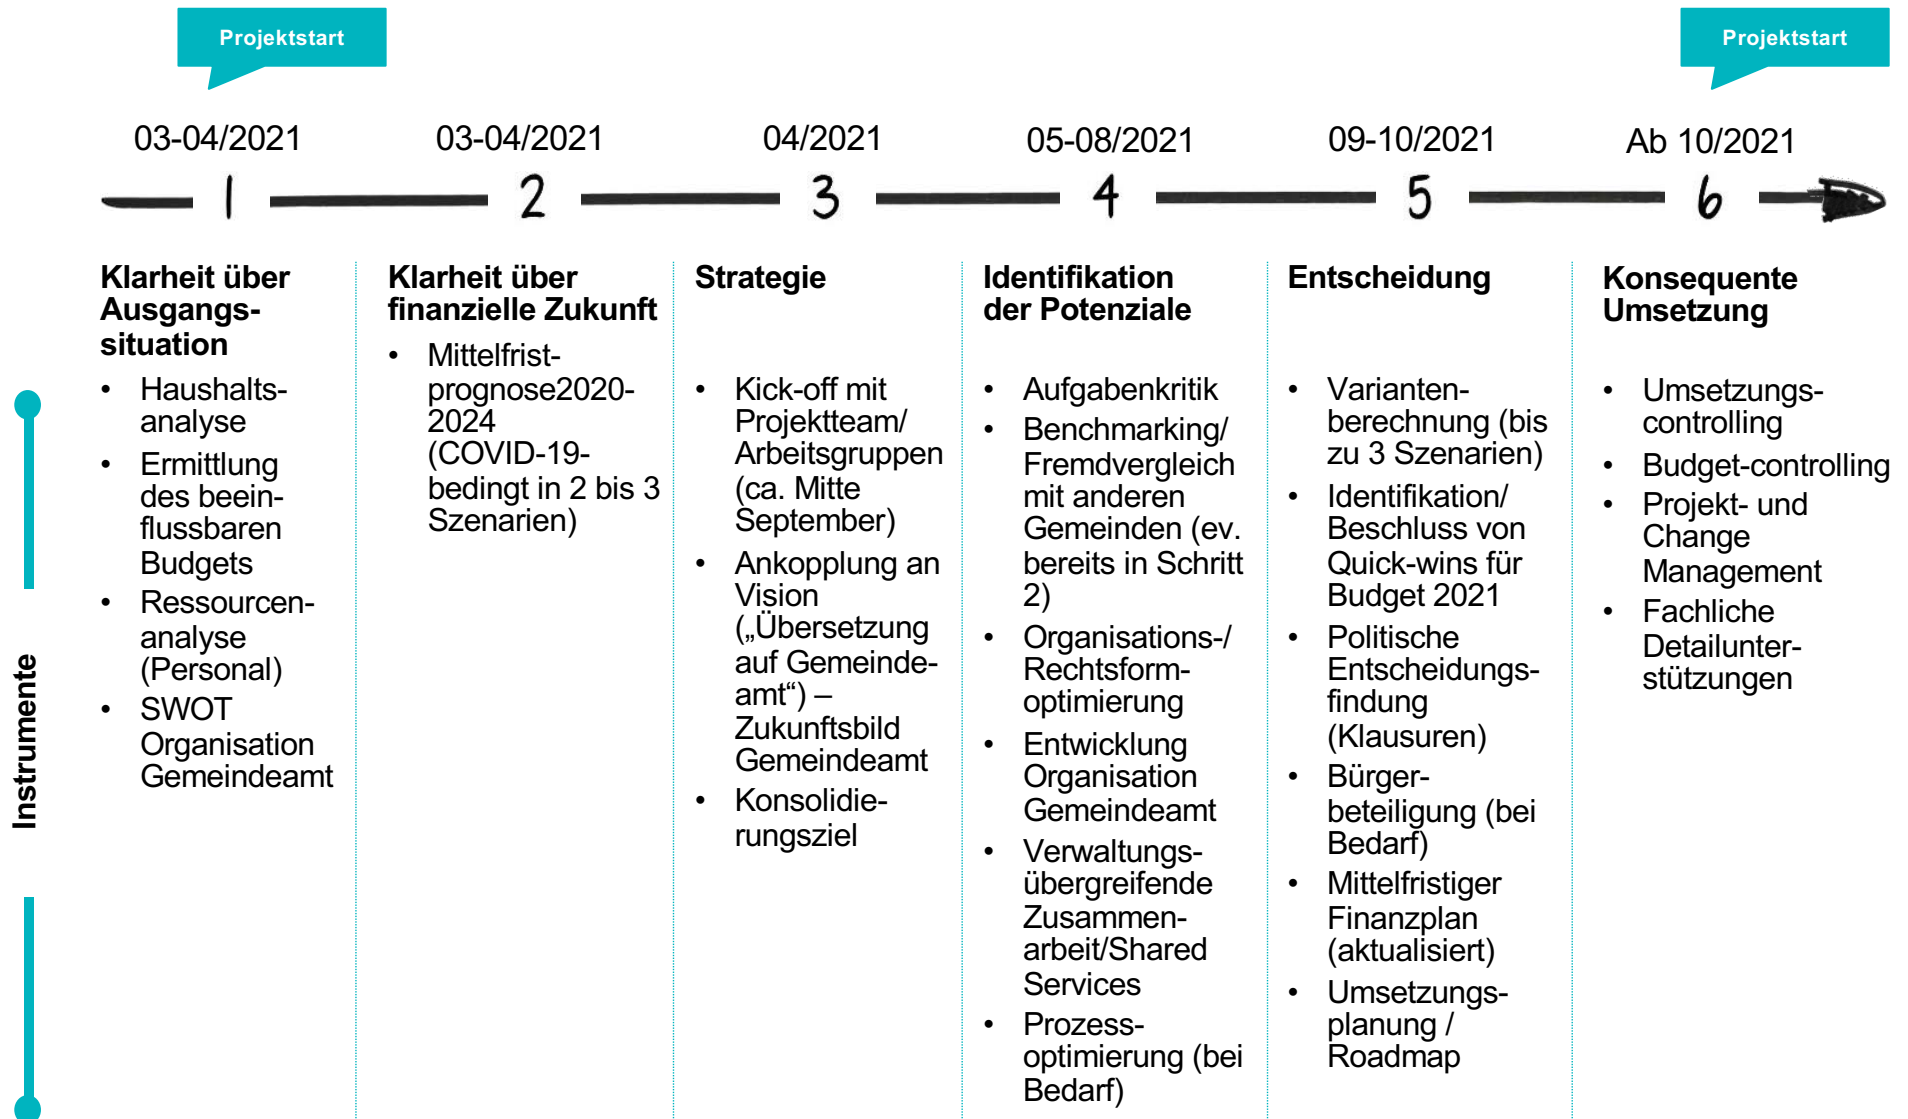 Projektstart
Projektstart
03-04/2021
03-04/2021
04/2021
05-08/2021
09-10/2021
Ab 10/2021
1
2
3
4
5
6
Instrumente
Klarheit über
Ausgangs-
situation
• Haushalts-
analyse
• Ermittlung
des beein-
flussbaren
Budgets
• Ressourcen-
analyse
(Personal)
• SWOT
Organisation
Gemeindeamt
Klarheit über
finanzielle Zukunft
• Mittelfrist-
prognose2020-
2024
(COVID-19-
bedingt in 2 bis 3
Szenarien)
Strategie
• Kick-off mit
Projektteam/
Arbeitsgruppen
(ca. Mitte
September)
• Ankopplung an
Vision
(„Übersetzung
auf Gemeinde-
amt“) –
Zukunftsbild
Gemeindeamt
• Konsolidie-
rungsziel
Identifikation
der Potenziale
• Aufgabenkritik
• Benchmarking/
Fremdvergleich
mit anderen
Gemeinden (ev.
bereits in Schritt
2)
• Organisations-/
Rechtsform-
optimierung
• Entwicklung
Organisation
Gemeindeamt
• Verwaltungs-
übergreifende
Zusammen-
arbeit/Shared
Services
• Prozess-
optimierung (bei
Bedarf)
Entscheidung
• Varianten-
berechnung (bis
zu 3 Szenarien)
• Identifikation/
Beschluss von
Quick-wins für
Budget 2021
• Politische
Entscheidungs-
findung
(Klausuren)
• Bürger-
beteiligung (bei
Bedarf)
• Mittelfristiger
Finanzplan
(aktualisiert)
• Umsetzungs-
planung /
Roadmap
Konsequente
Umsetzung
• Umsetzungs-
controlling
• Budget-controlling
• Projekt- und
Change
Management
• Fachliche
Detailunter-
stützungen